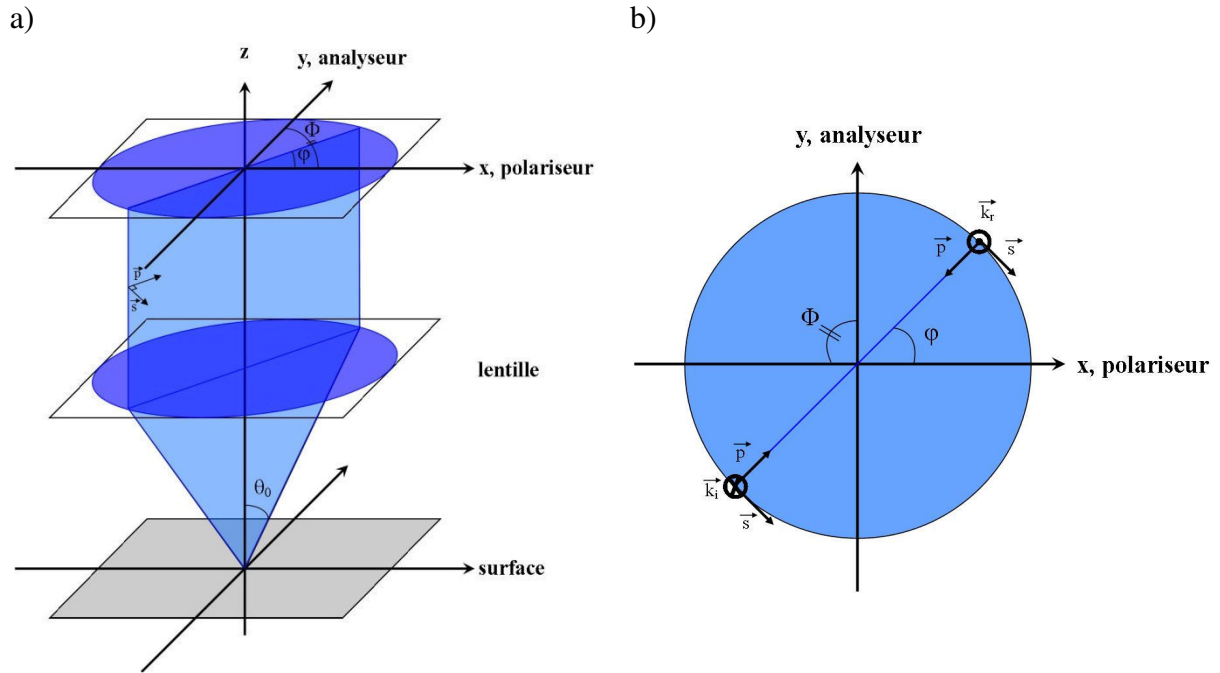 a)
z
y, analyseur
Φ
φ
x, polariseur
p
s
lentille
θ0
surface
b)
y, analyseur
kr
p
s
Φ
φ
x, polariseur
p
ki
s